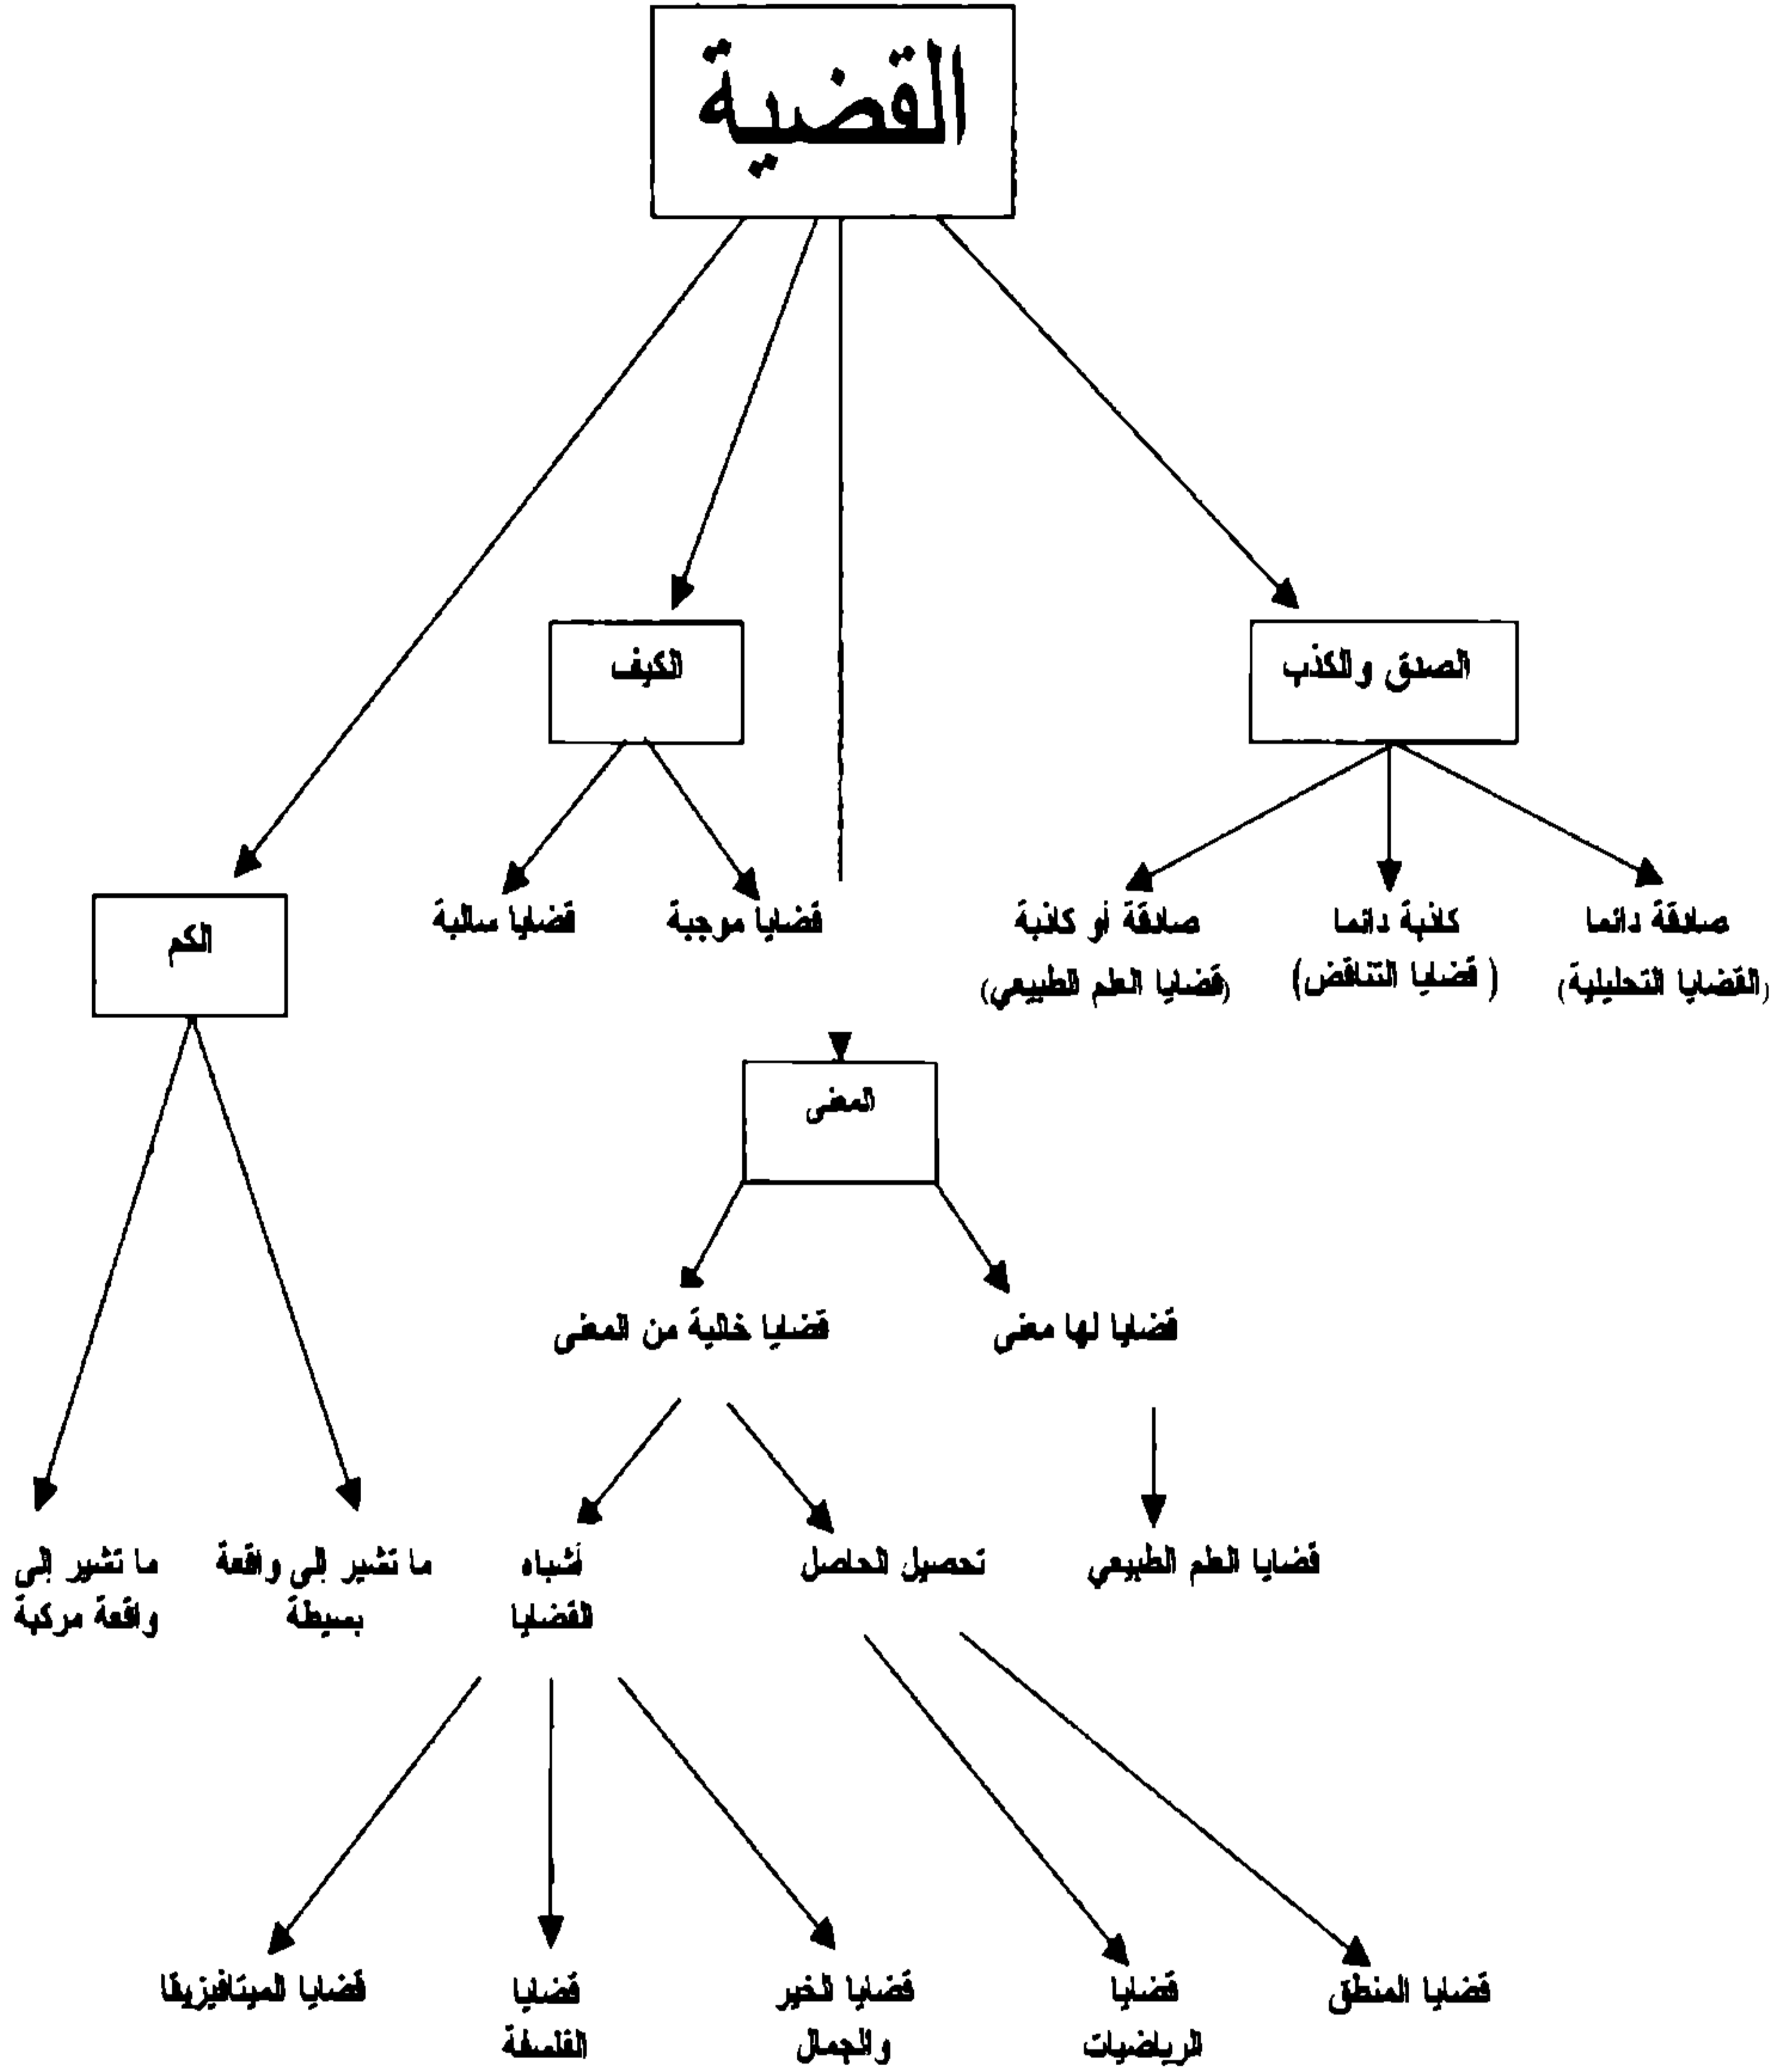 القضية
الكيف
الصدق والكذب
صادقة دائما
(القضايا التحليلية)
كاذبة دائما
(قضايا التناقض)
صادقة أو كاذبة
(قضايا العلم الطبيعي)
قضايا موجبة
قضايا سالبة
الكم
المعنى
قضايا لها معنى
قضايا خالية من المعنى
قضايا العلم الطبيعي
تحصيل الحاصل
أشباه
القضايا
ما تشير إلى واقعة
بسيطة
ما تشير إلى
واقعة مركبة
قضايا المنطق
قضايا
الرياضيات
قضايا الخير
والجمال
قضايا
الفلسفة
قضايا الميتافيزيقا